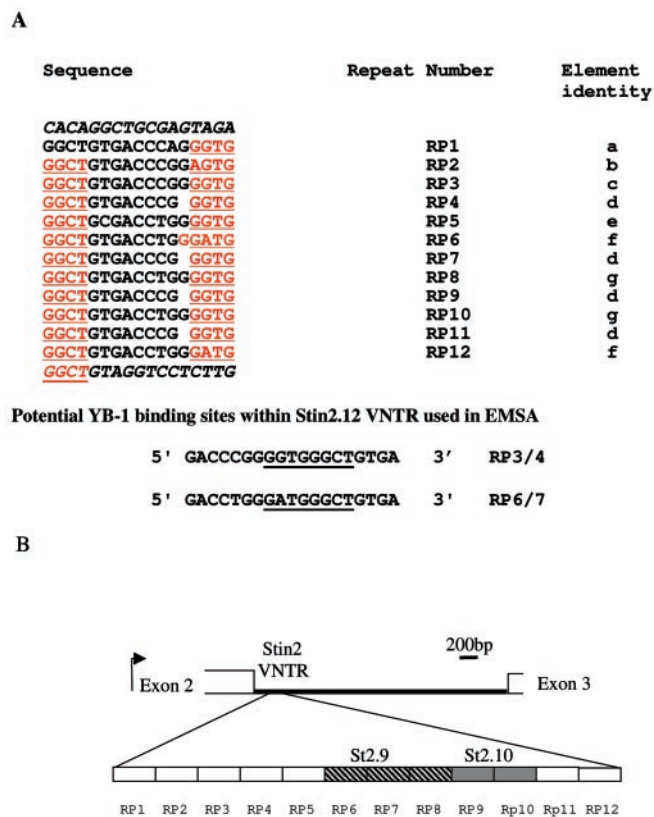 A
Sequence Repeat Number Element identity
CACAGGCTGCGAGTAGA
GGCTGTGACCCAGGGTG RP1 a
GGCTGTGACCCGGAGTG RP2 b
GGCTGTGACCCGGGGTG RP3 c
GGCTGTGACCCG GGTG RP4 d
GGCTGCGACCTGGGGTG RP5 e
GGCTGTGACCTGGGATG RP6 f
GGCTGTGACCCG GGTG RP7 d
GGCTGTGACCTGGGGTG RP8 g
GGCTGTGACCCG GGTG RP9 d
GGCTGTGACCTGGGGTG RP10 g
GGCTGTGACCCG GGTG RP11 d
GGCTGTGACCTGGGATG RP12 f
GGCTGTAGGTCCTCTTG
Potential YB-1 binding sites within Stin2.12 VNTR used in EMSA
5' GACCCGGGGTGGGCTGTGA 3' RP3/4
5' GACCTGGGATGGGCTGTGA 3' RP6/7
B
Stin2
VNTR
200bp
Exon 2
Exon 3
St2.9 St2.10
RP1 RP2 RP3 RP4 RP5 RP6 RP7 RP8 RP9 Rp10 Rp11 RP12